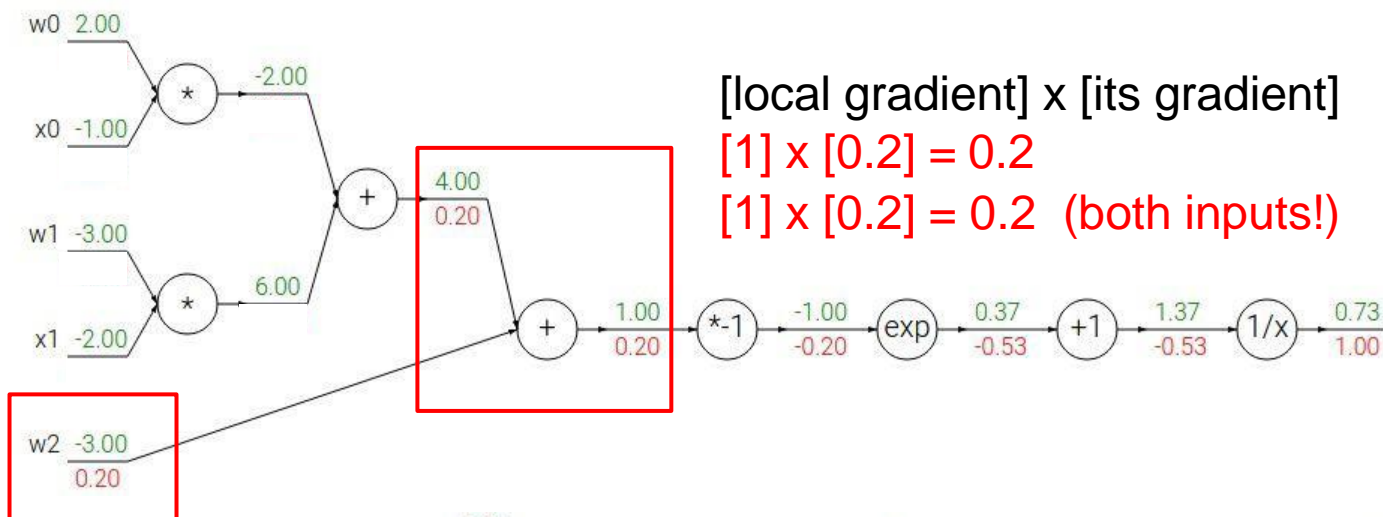 w0 2.00
-2.00
*
x0 -1.00
[local gradient] x [its gradient]
[1] x [0.2] = 0.2
[1] x [0.2] = 0.2 (both inputs!)
+
4.00
0.20
w1 -3.00
6.00
*
x1 -2.00
+
1.00
0.20
*-1
-1.00
-0.20
exp
0.37
-0.53
+1
1.37
-0.53
1/x
0.73
1.00
w2 -3.00
0.20